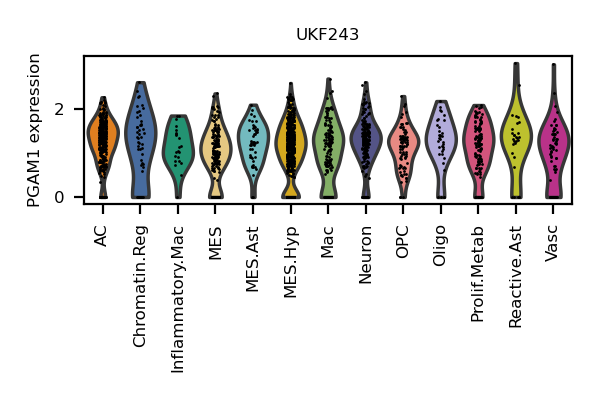 UKF243
PGAM1 expression
2
0
AC
Chromatin.Reg
Inflammatory.Mac
MES
MES.Ast
MES.Hyp
Mac
Neuron
OPC
Oligo
Prolif.Metab
Reactive.Ast
Vasc